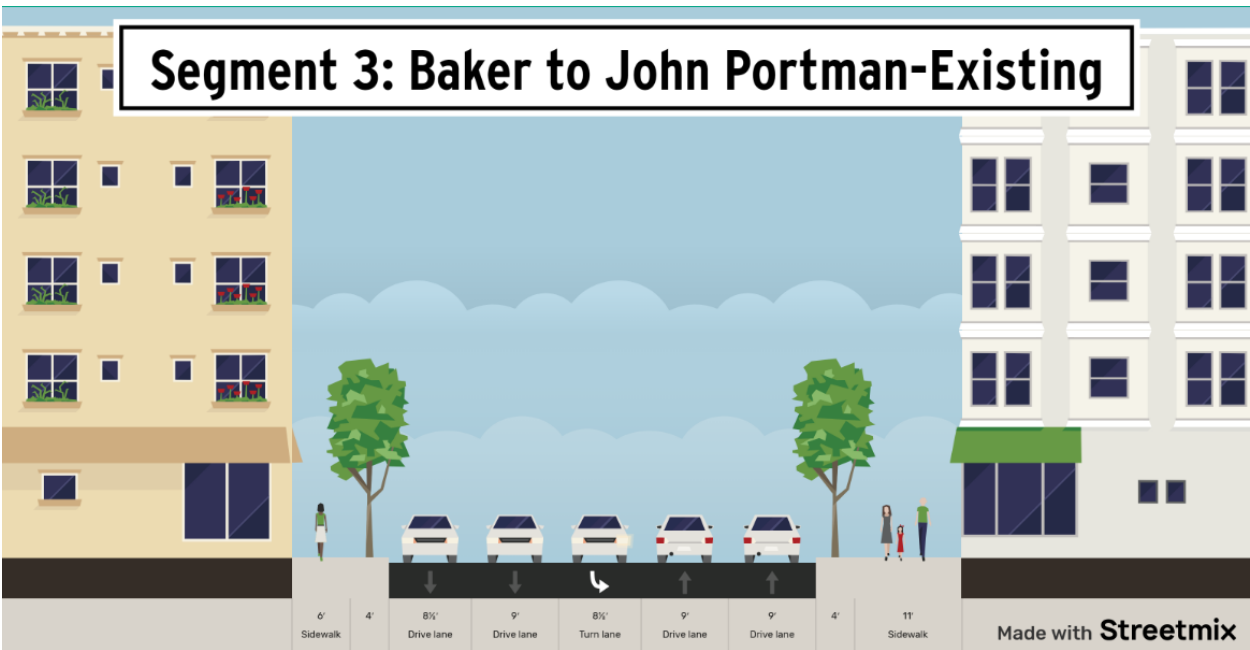 Segment 3: Baker to John Portman-Existing
6' 4' 8½' 9' 8½' 9' 9' 4' 11'
Sidewalk Drive lane Drive lane Turn lane Drive lane Drive lane Sidewalk
Made with Streetmix